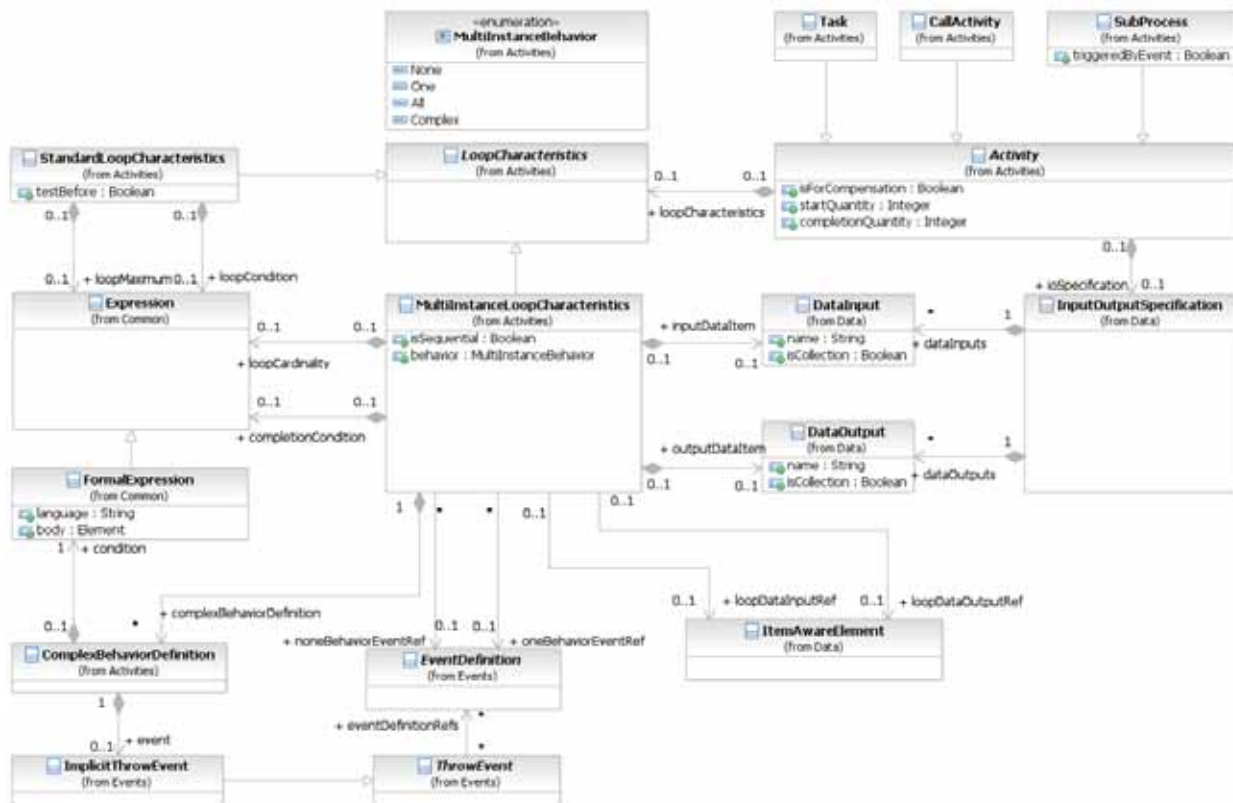 «enumeration»
MultiInstanceBehavior
(from Activities)
None
One
All
Complex
Task
(from Activities)
CallActivity
(from Activities)
SubProcess
(from Activities)
triggeredByEvent : Boolean
StandardLoopCharacteristics
(from Activities)
testBefore : Boolean
LoopCharacteristics
(from Activities)
Activity
(from Activities)
isForCompensation : Boolean
startQuantity : Integer
completionQuantity : Integer
0..1
0..1
0..1
0..1
+ loopCharacteristics
0..1
0..1
+ loopMaximum
0..1
+ loopCondition
+ ioSpecification
0..1
Expression
(from Common)
MultiInstanceLoopCharacteristics
(from Activities)
isSequential : Boolean
behavior : MultiInstanceBehavior
DataInput
(from Data)
name : String
isCollection : Boolean
InputOutputSpecification
(from Data)
0..1
0..1
+ loopCardinality
+ inputDataItem
0..1
0..1
*
1
+ dataInputs
0..1
0..1
+ completionCondition
DataOutput
(from Data)
name : String
isCollection : Boolean
+ outputDataItem
0..1
0..1
*
1
+ dataOutputs
FormalExpression
(from Common)
language : String
body : Element
1
+ condition
1
*
*
0..1
0..1
+ complexBehaviorDefinition
0..1
*
0..1
0..1
+ noneBehaviorEventRef
+ oneBehaviorEventRef
0..1
+ loopDataInputRef
0..1
+ loopDataOutputRef
ComplexBehaviorDefinition
(from Activities)
EventDefinition
(from Events)
ItemAwareElement
(from Data)
1
0..1
+ event
+ eventDefinitionRefs
*
*
ImplicitThrowEvent
(from Events)
ThrowEvent
(from Events)